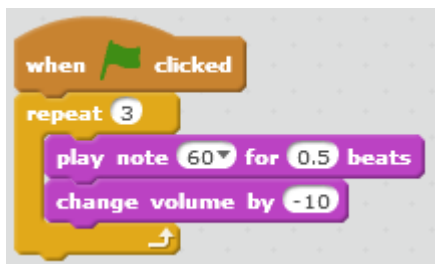 when clicked
repeat 3
play note 60 for 0.5 beats
change volume by -10